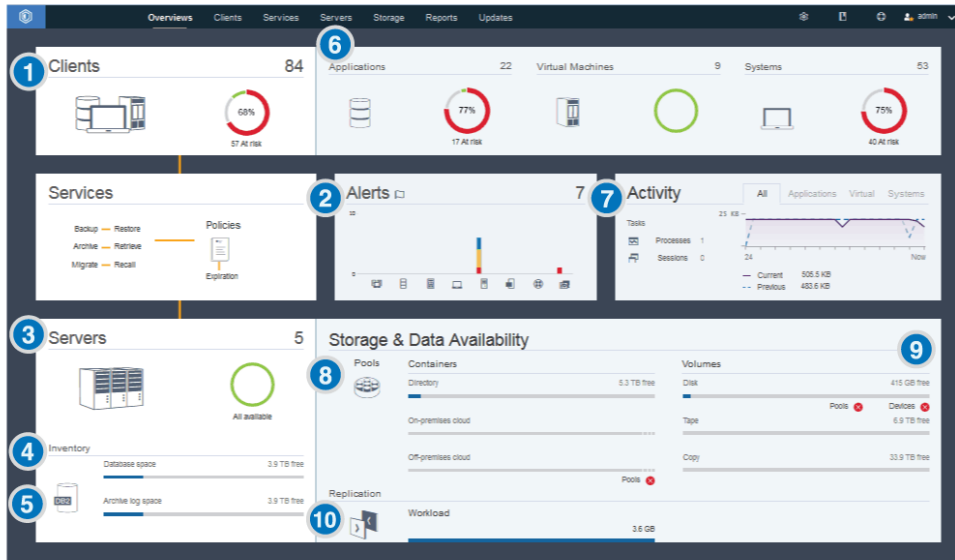 Overviews Clients Services Servers Storage Reports Updates admin
6
1 Clients 84
Applications 22 Virtual Machines 9 Systems 53
68%
57 At risk
77%
17 At risk
75%
40 At risk
Services
Backup — Restore
Archive — Retrieve
Migrate — Recall
Policies
Expiration
2 Alerts 7
0
7 Activity All Applications Virtual Systems
Tasks
Processes 1
Sessions 0
25 KB
24 Now
— Current 505.5 KB
-- Previous 483.6 KB
3 Servers 5
All available
4 Inventory
Database space 3.9 TB free
5 DB2 Archive log space 3.9 TB free
Storage & Data Availability 9
8 Pools Containers Volumes
Directory 5.3 TB free
Disk 415 GB free
Pools Devices
On-premises cloud
Tape 6.9 TB free
Off-premises cloud
Copy 33.9 TB free
Pools
Replication
10 Workload
3.6 GB